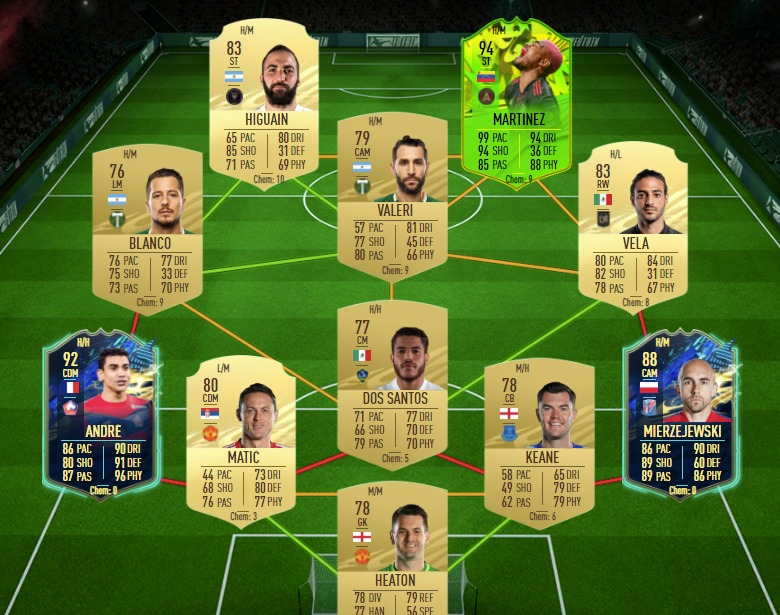 H/M
83
ST
HIGUAIN
65 PAC 80 DRI
85 SHO 31 DEF
71 PAS 69 PHY
Chem: 10
H/M
94
ST
MARTINEZ
99 PAC 94 DRI
94 SHO 36 DEF
85 PAS 88 PHY
Chem: 9
H/M
79
CAM
VALERI
57 PAC 81 DRI
77 SHO 45 DEF
80 PAS 66 PHY
Chem: 9
H/M
76
LM
BLANCO
76 PAC 77 DRI
75 SHO 33 DEF
73 PAS 70 PHY
Chem: 9
H/L
83
RW
VELA
80 PAC 84 DRI
82 SHO 31 DEF
78 PAS 67 PHY
Chem: 8
H/H
92
CDM
ANDRE
86 PAC 90 DRI
80 SHO 91 DEF
87 PAS 96 PHY
Chem: 0
L/M
80
CDM
MATIC
44 PAC 73 DRI
68 SHO 80 DEF
76 PAS 77 PHY
Chem: 3
H/H
77
CM
DOS SANTOS
71 PAC 77 DRI
66 SHO 70 DEF
79 PAS 70 PHY
Chem: 5
M/H
78
CB
KEANE
58 PAC 65 DRI
49 SHO 79 DEF
62 PAS 79 PHY
Chem: 6
H/M
88
CAM
MIERZEJEWSKI
86 PAC 90 DRI
89 SHO 60 DEF
89 PAS 86 PHY
Chem: 0
M/M
78
GK
HEATON
78 DIV 79 REF
77 HAN 56 SPE